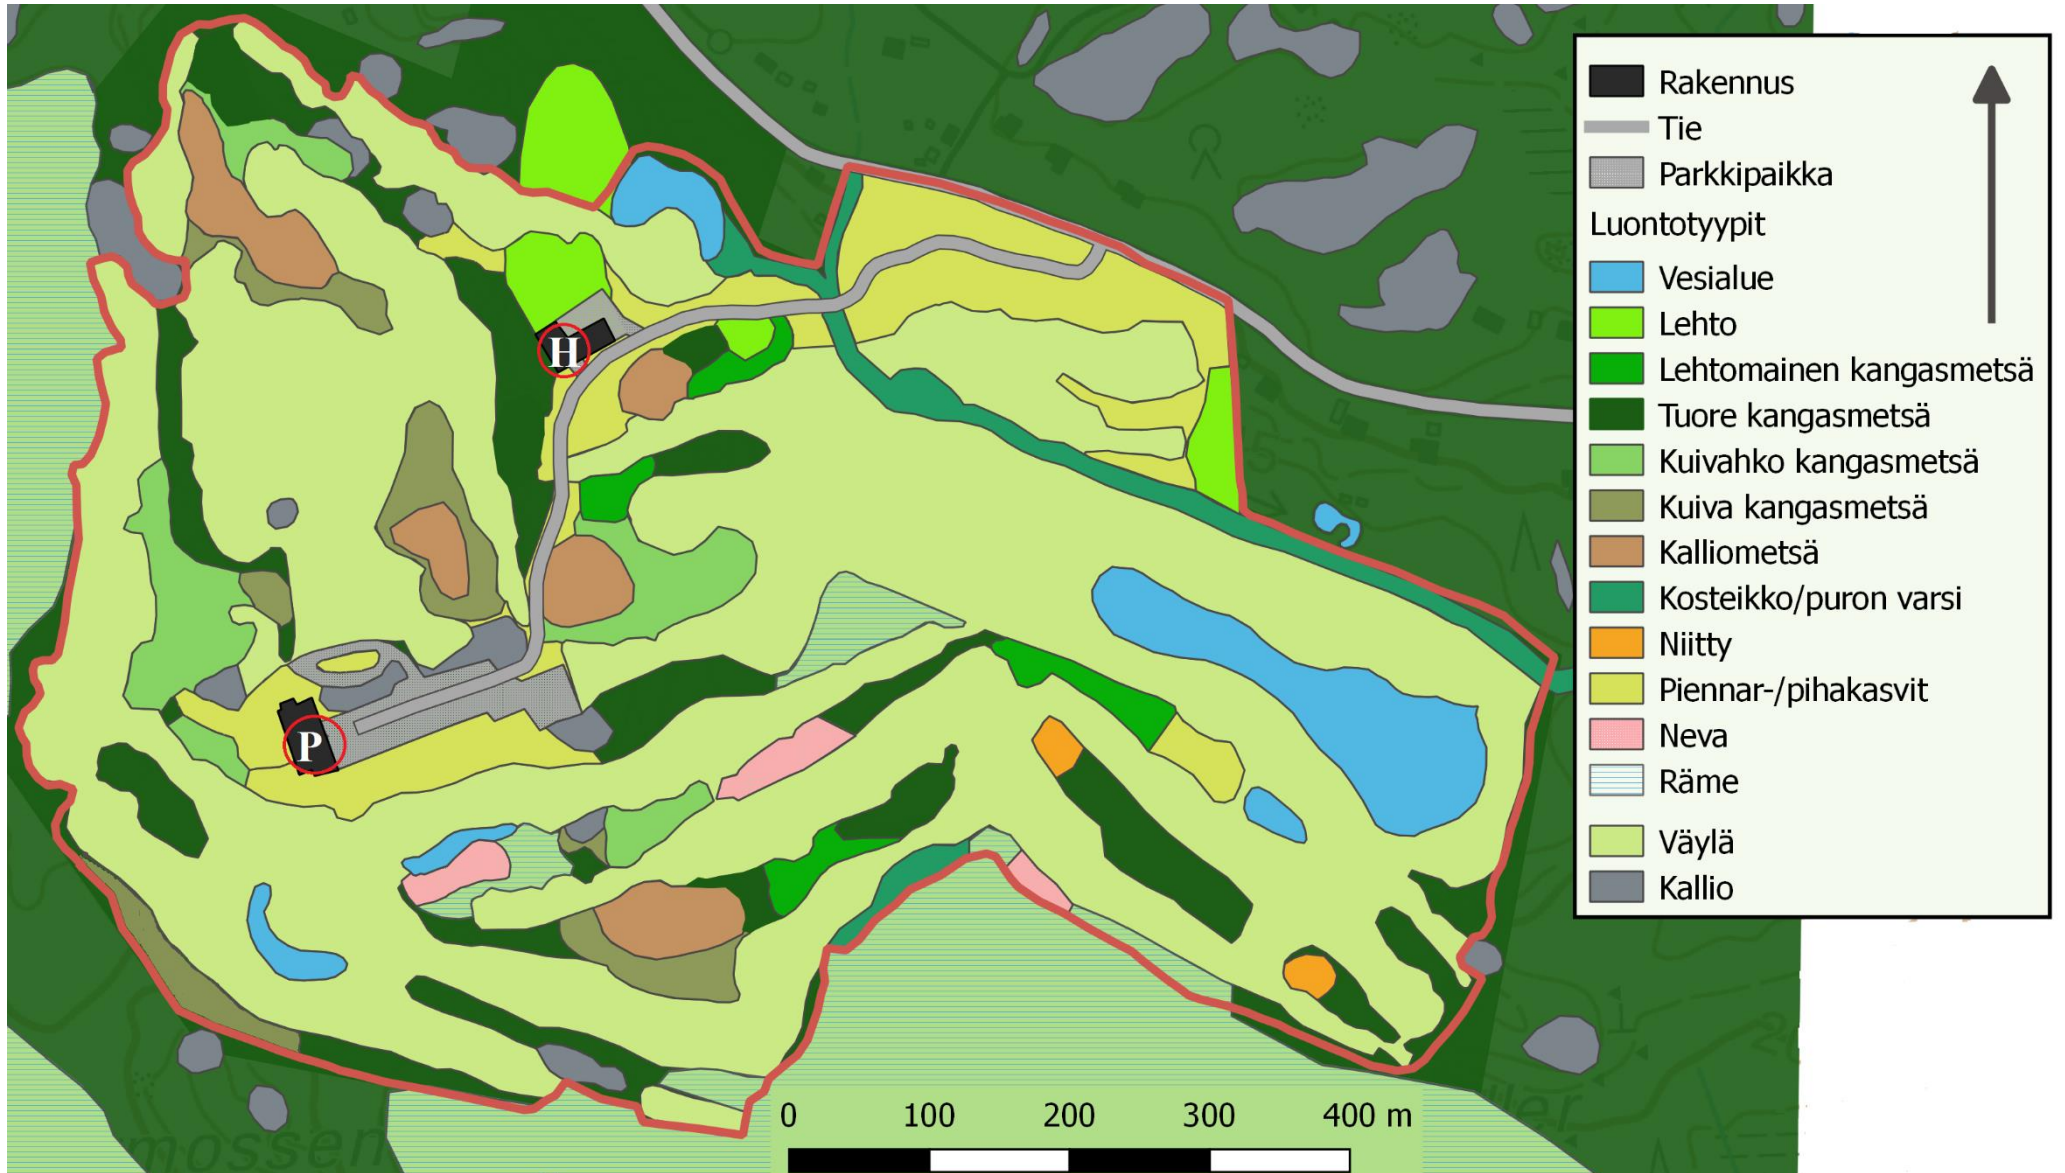 Rakennus
Tie
Parkkipaikka
Luontotyypit
Vesialue
Lehto
Lehtomainen kangasmetsä
Tuore kangasmetsä
Kuivahko kangasmetsä
Kuiva kangasmetsä
Kalliometsä
Kosteikko/puron varsi
Niitty
Piennar-/pihakasvit
Neva
Räme
Väylä
Kallio
H
P
0 100 200 300 400 m
mossen